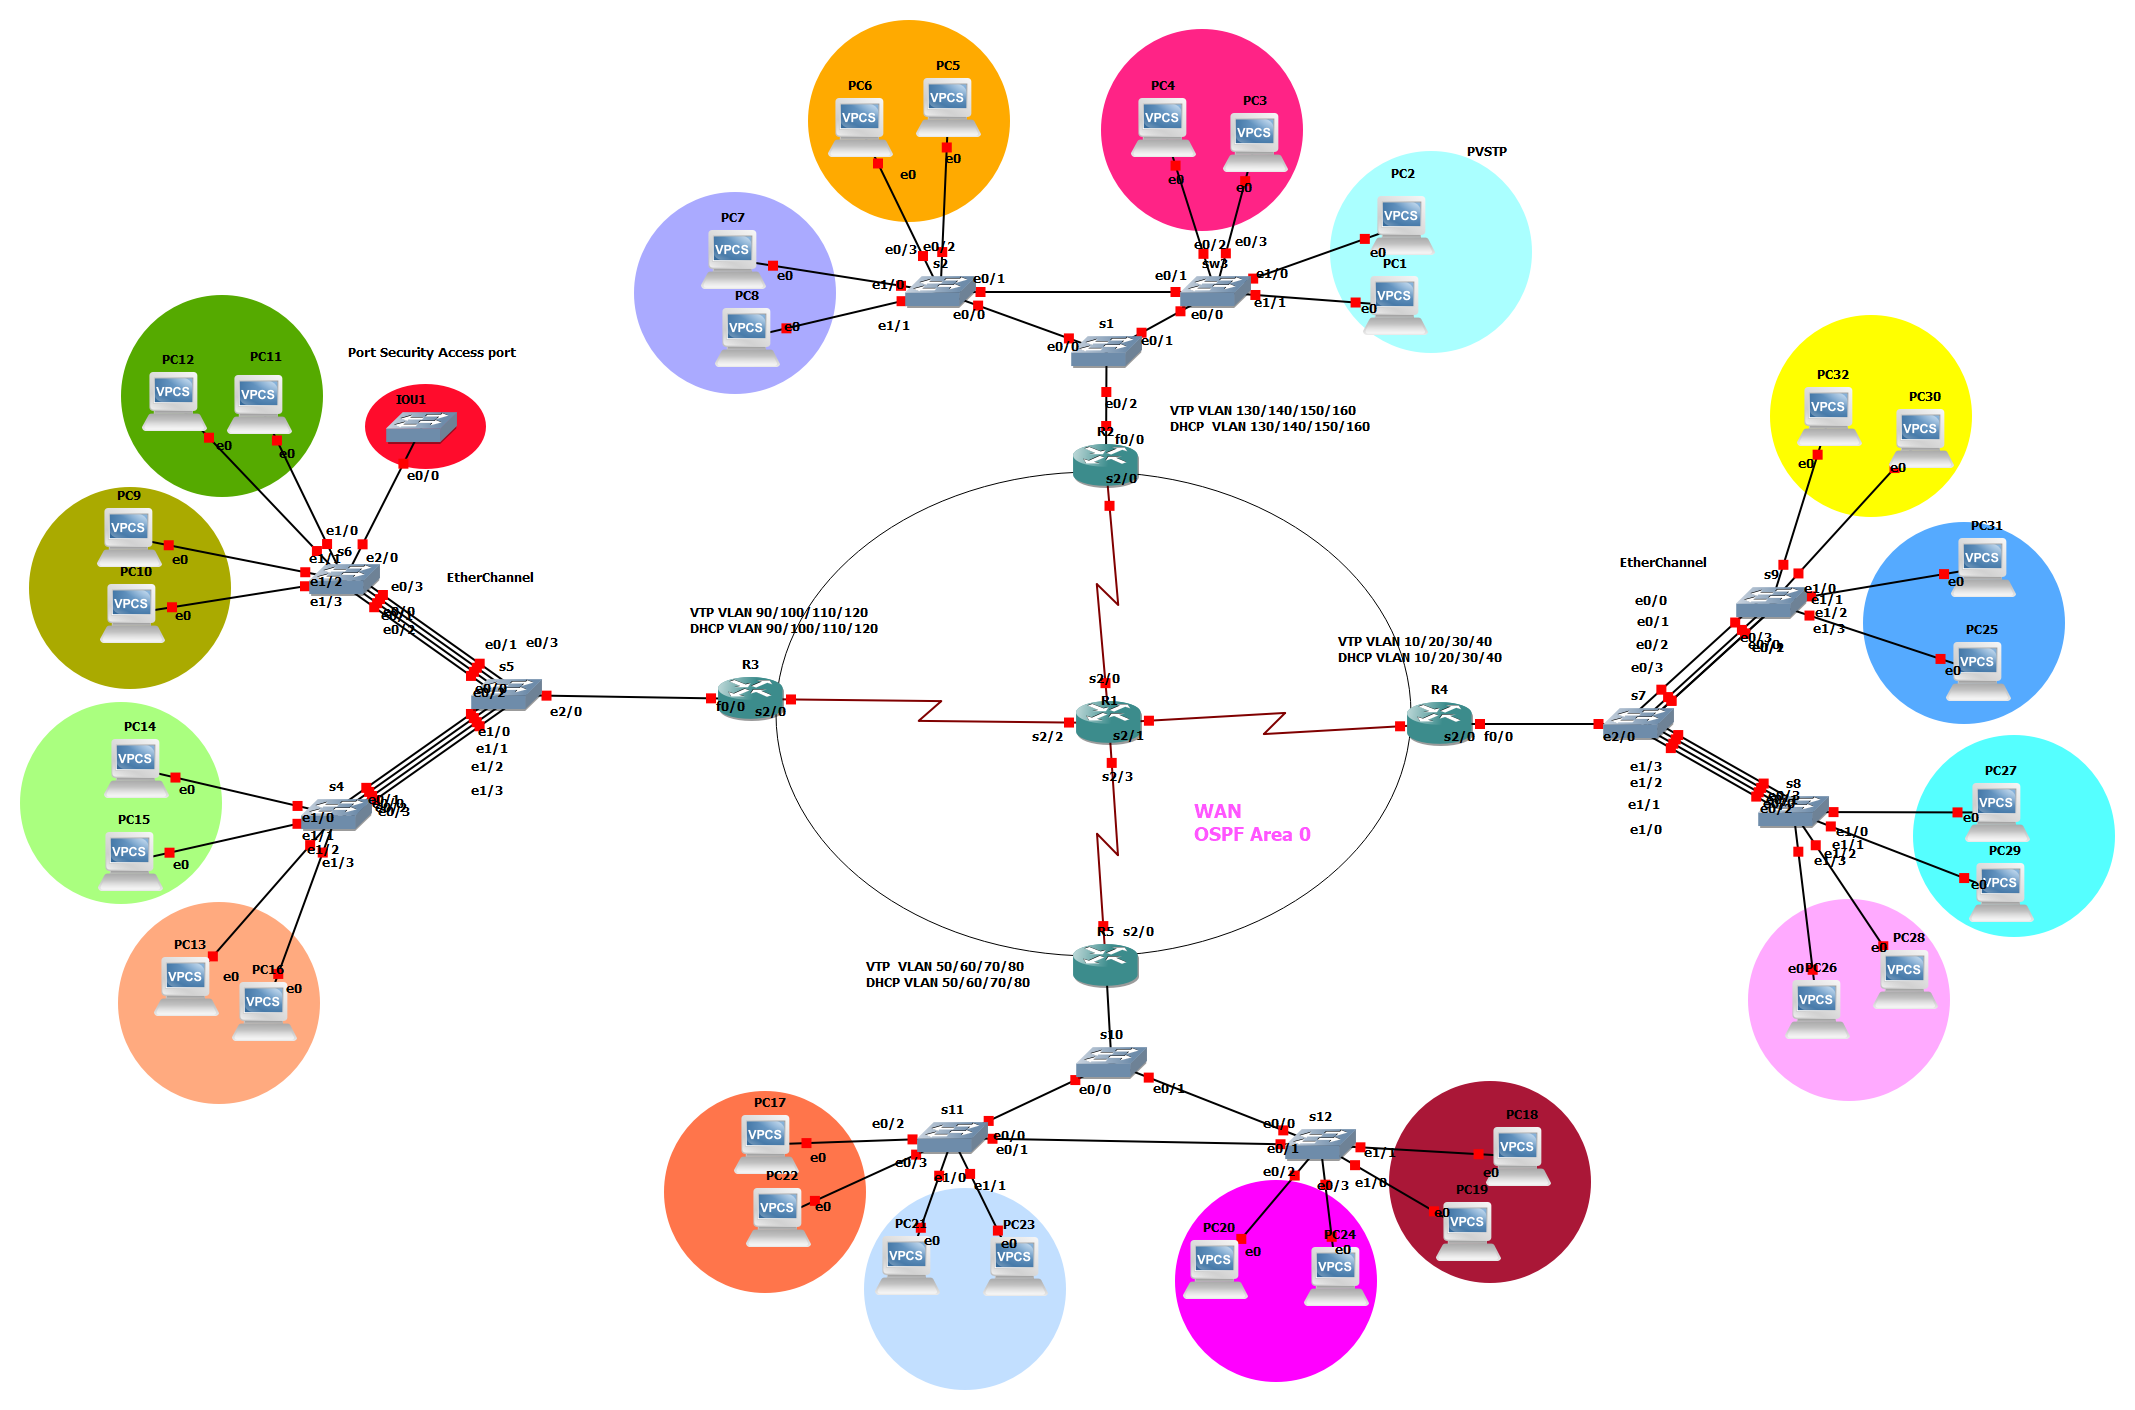 PC6
VPCS
e0
PC5
VPCS
e0
PC4
VPCS
e0
PC3
VPCS
e0
PVSTP
PC2
VPCS
e0
PC1
VPCS
e0
PC7
VPCS
e0
PC8
VPCS
e0
e0/3
e0/2
s2
e1/0
e0/1
e0/0
e1/1
e0/2
e0/3
sw3
e0/1
e1/0
e1/1
e0/0
s1
e0/0
e0/1
e0/2
VTP VLAN 130/140/150/160
DHCP  VLAN 130/140/150/160
R2
f0/0
s2/0
PC12
VPCS
e0
PC11
VPCS
e0
Port Security Access port
IOU1
e0/0
PC9
VPCS
e0
PC10
VPCS
e0
e1/0
s6
e1/1
e2/0
e1/2
e1/3
EtherChannel
e0/3
e0/0
e0/1
e0/2
e0/1
e0/3
s5
e0/0
e0/2
e2/0
e1/0
e1/1
e1/2
e1/3
VTP VLAN 90/100/110/120
DHCP VLAN 90/100/110/120
R3
f0/0
s2/0
PC14
VPCS
e0
PC15
VPCS
e0
s4
e0/1
e0/0
e0/2
e0/3
e1/0
e1/1
e1/2
e1/3
PC13
VPCS
e0
PC16
VPCS
e0
s2/0
R1
s2/2
s2/1
s2/3
WAN
OSPF Area 0
VTP VLAN 10/20/30/40
DHCP VLAN 10/20/30/40
R4
s2/0
f0/0
PC32
VPCS
e0
PC30
VPCS
e0
EtherChannel
s9
e0/0
e0/1
e0/2
e0/3
e1/0
e1/1
e1/2
e1/3
e0/3
e0/0
e0/2
PC31
VPCS
e0
PC25
VPCS
e0
s7
e2/0
e1/3
e1/2
e1/1
e1/0
s8
e0/3
e0/2
e1/0
e1/1
e1/2
e1/3
PC27
VPCS
e0
PC29
VPCS
e0
PC28
VPCS
e0
PC26
VPCS
e0
R5
s2/0
VTP  VLAN 50/60/70/80
DHCP VLAN 50/60/70/80
s10
e0/0
e0/1
s11
e0/2
e0/0
e0/1
e0/3
e1/0
e1/1
s12
e0/0
e0/1
e1/1
e0/2
e0/3
e1/0
PC17
VPCS
e0
PC22
VPCS
e0
PC21
VPCS
e0
PC23
VPCS
e0
PC20
VPCS
e0
PC24
VPCS
e0
PC18
VPCS
e0
PC19
VPCS
e0